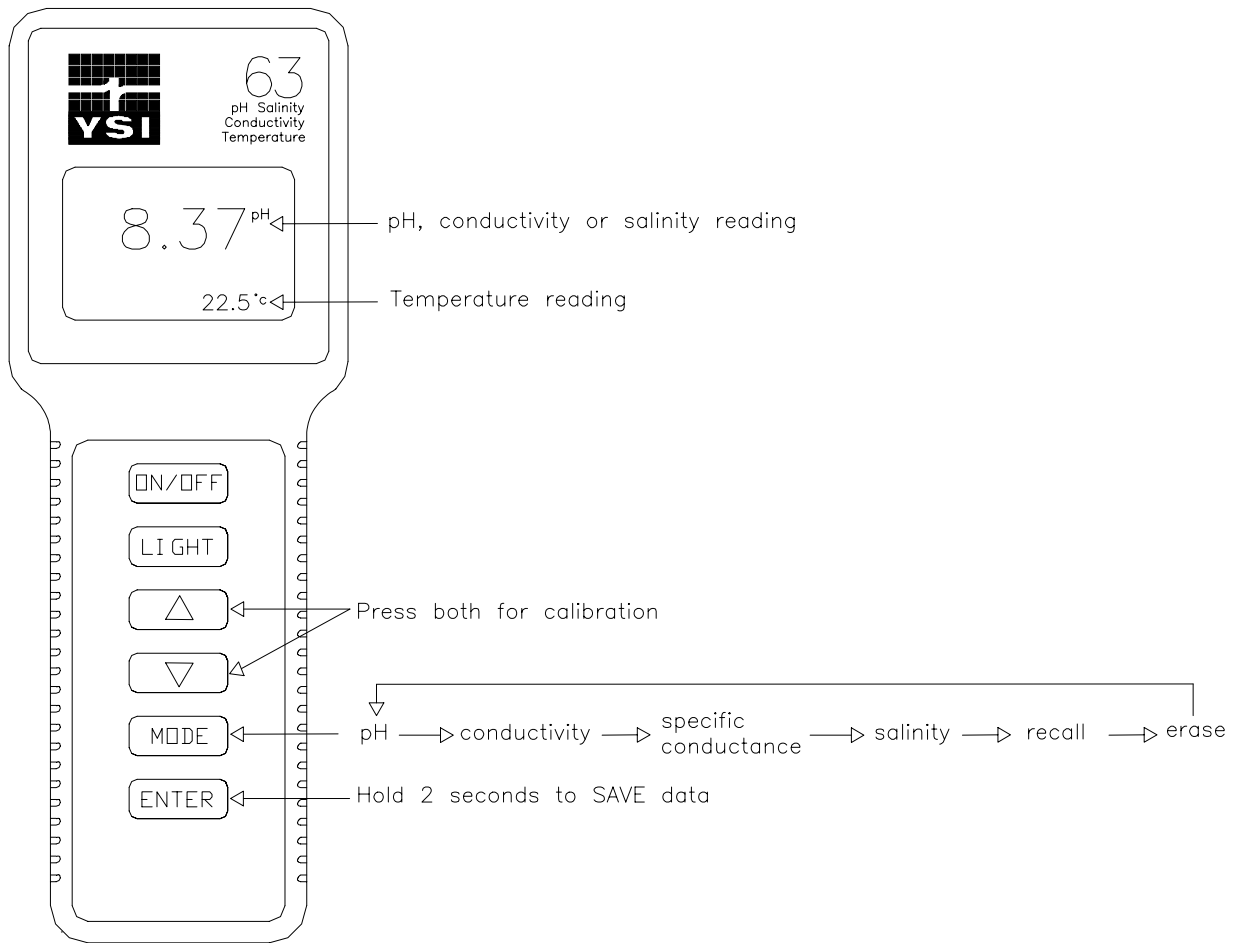 YSI
63
pH Salinity
Conductivity
Temperature
8.37 pH
pH, conductivity or salinity reading
22.5 °c
Temperature reading
ON/OFF
LIGHT
Press both for calibration
MODE
pH
conductivity
specific
conductance
salinity
recall
erase
ENTER
Hold 2 seconds to SAVE data